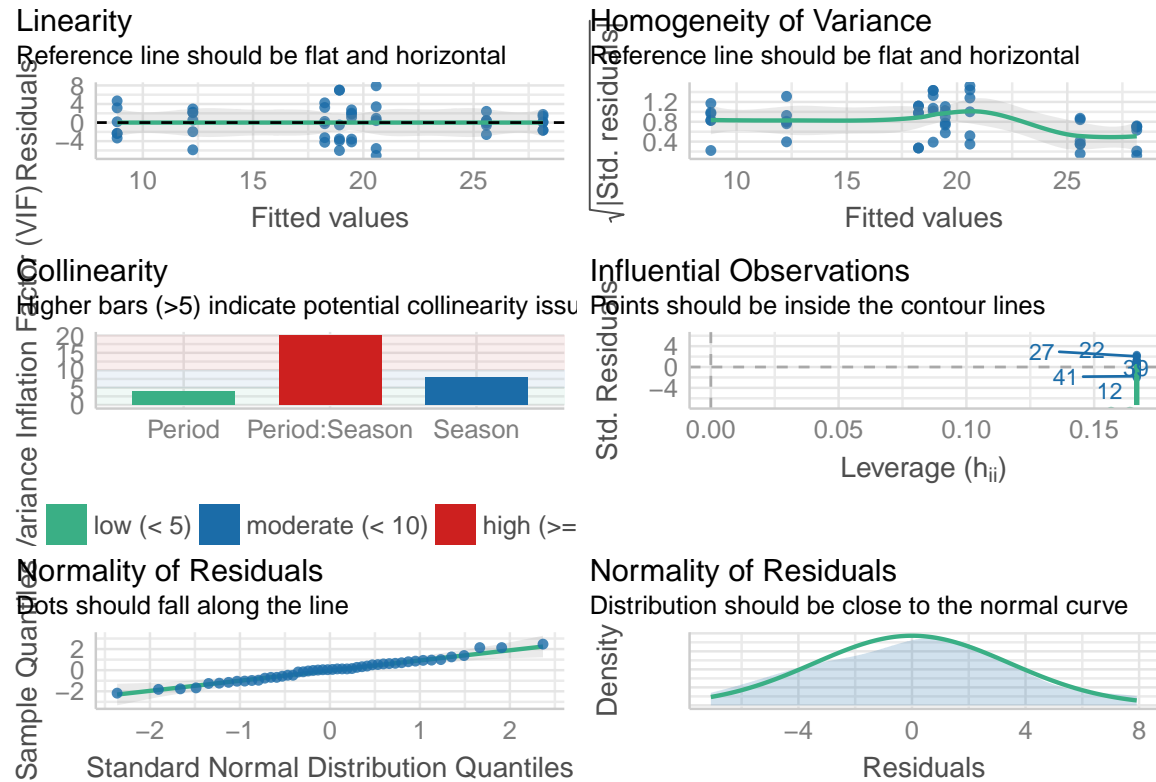 Linearity
Reference line should be flat and horizontal
Residuals
8
4
0
−4
10
15
20
25
Fitted values
Homogeneity of Variance
Reference line should be flat and horizontal
√|Std. residuals|
1.2
0.8
0.4
10
15
20
25
Fitted values
Collinearity
Higher bars (>5) indicate potential collinearity issu
Variance Inflation Factor (VIF)
20
15
10
5
0
Period
Period:Season
Season
low (< 5)
moderate (< 10)
high (>=
Influential Observations
Points should be inside the contour lines
Std. Residuals
4
0
−4
27
22
39
41
12
0.00
0.05
0.10
0.15
Leverage (hii)
Normality of Residuals
Dots should fall along the line
Sample Quantiles
2
0
−2
−2
−1
0
1
2
Standard Normal Distribution Quantiles
Normality of Residuals
Distribution should be close to the normal curve
Density
−4
0
4
8
Residuals